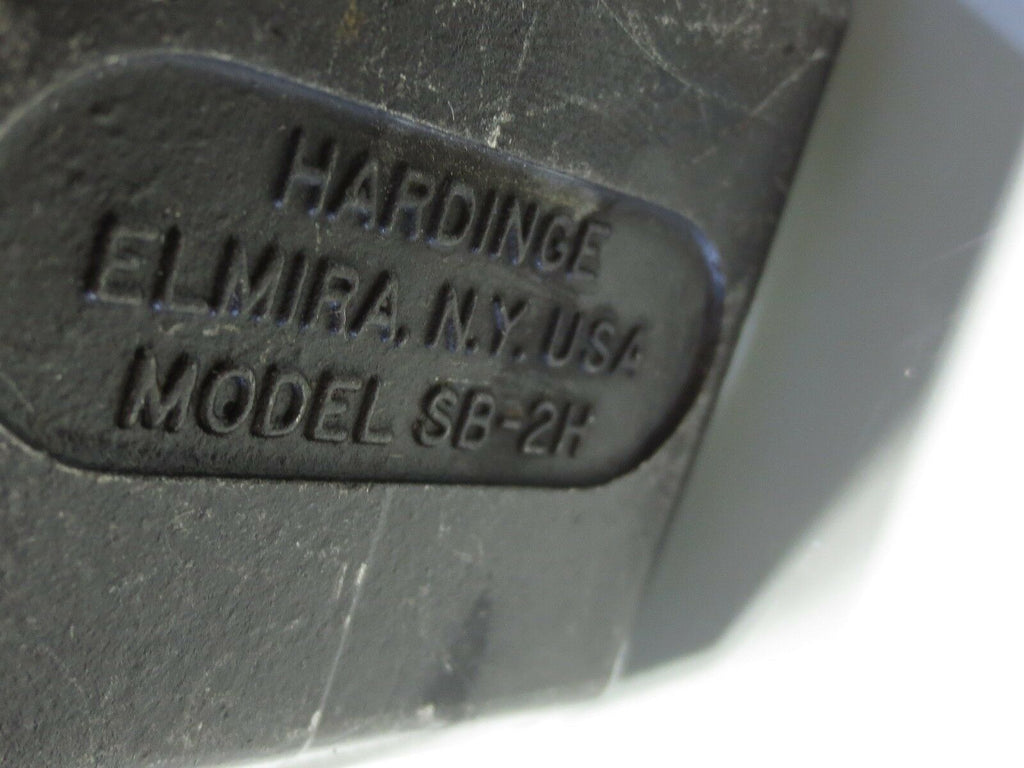 HARDINGE
ELMIRA, N.Y. USA
MODEL SB-2H